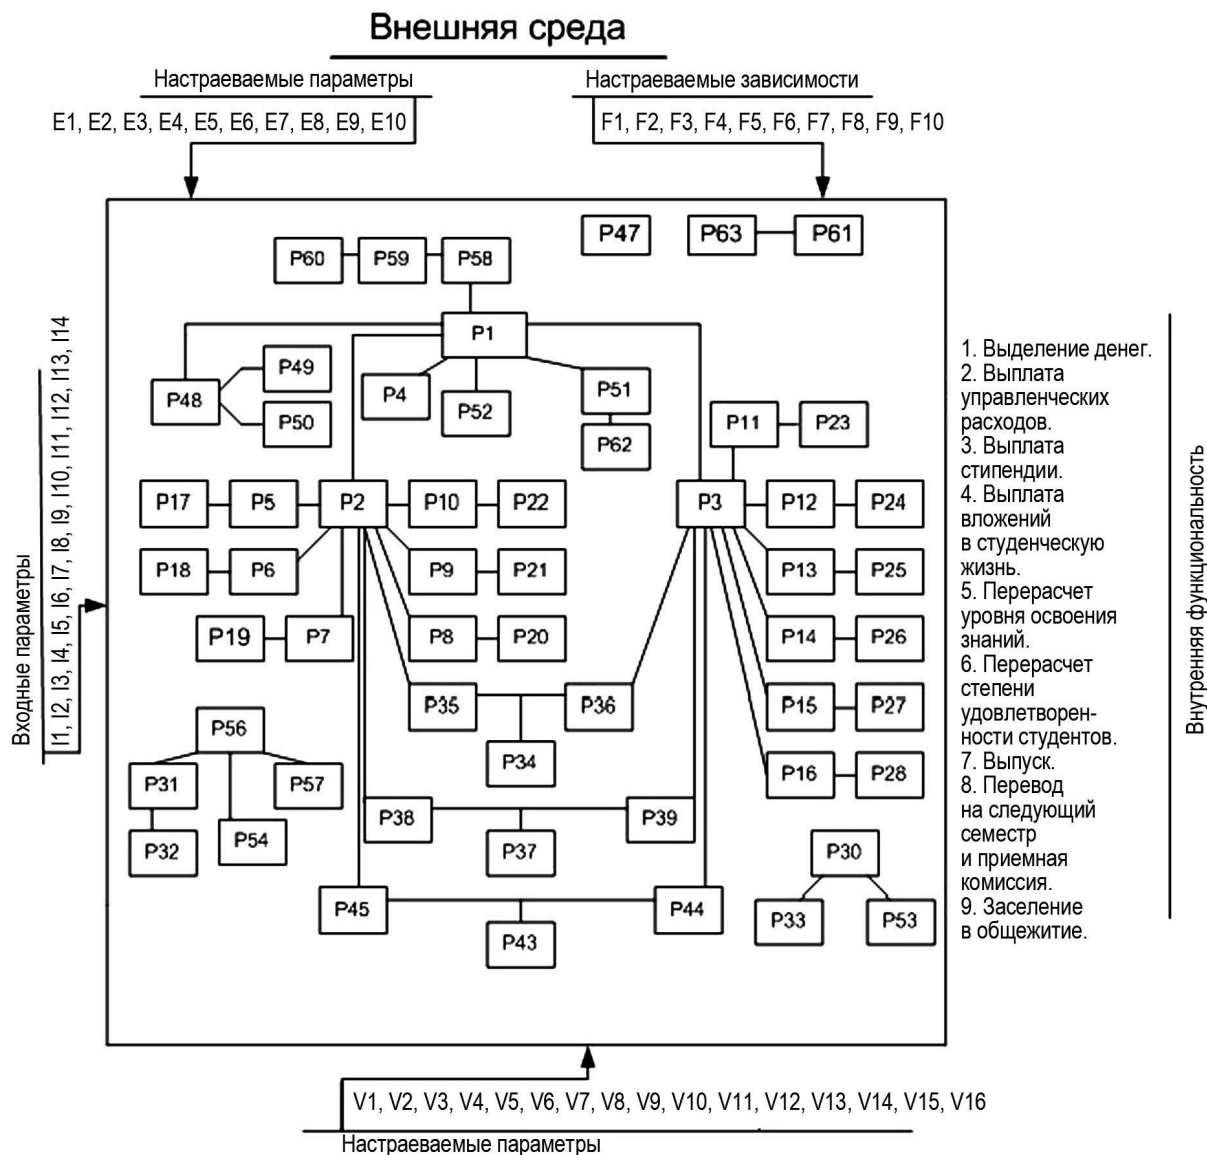 Внешняя среда
Настраеваемые параметры
Настраеваемые зависимости
E1, E2, E3, E4, E5, E6, E7, E8, E9, E10
F1, F2, F3, F4, F5, F6, F7, F8, F9, F10
P47
P63
P61
P60
P59
P58
P1
P49
P48
P50
P4
P52
P51
P62
P11
P23
P17
P5
P2
P10
P22
P3
P12
P24
P18
P6
P9
P21
P13
P25
P19
P7
P8
P20
P14
P26
P35
P36
P15
P27
P56
P34
P16
P28
P31
P57
P38
P39
P32
P54
P37
P30
P45
P44
P33
P53
P43
Входные параметры
I1, I2, I3, I4, I5, I6, I7, I8, I9, I10, I11, I12, I13, I14
1. Выделение денег.
2. Выплата
управленческих
расходов.
3. Выплата
стипендии.
4. Выплата
вложений
в студенческую
жизнь.
5. Перерасчет
уровня освоения
знаний.
6. Перерасчет
степени
удовлетворен-
ности студентов.
7. Выпуск.
8. Перевод
на следующий
семестр
и приемная
комиссия.
9. Заселение
в общежитие.
Внутренняя функциональность
V1, V2, V3, V4, V5, V6, V7, V8, V9, V10, V11, V12, V13, V14, V15, V16
Настраеваемые параметры